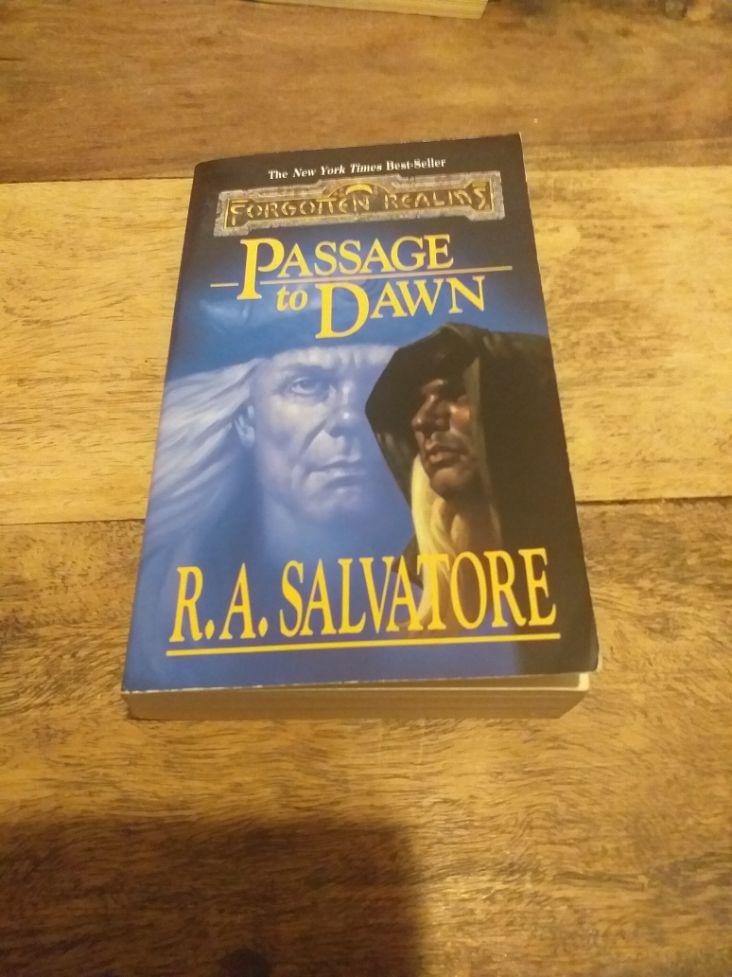 The New York Times Best-Seller
FORGOTTEN REALMS
PASSAGE
to DAWN
R.A. SALVATORE